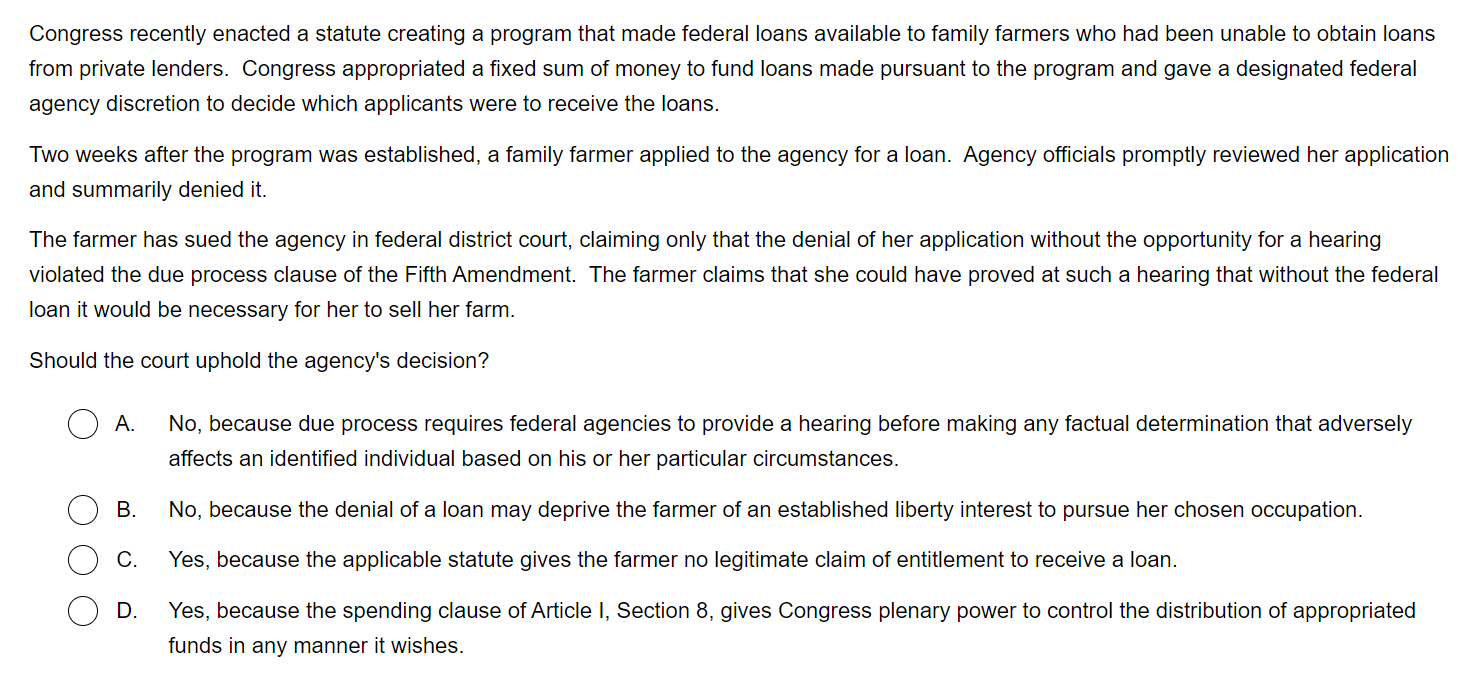 Congress recently enacted a statute creating a program that made federal loans available to family farmers who had been unable to obtain loans
from private lenders.  Congress appropriated a fixed sum of money to fund loans made pursuant to the program and gave a designated federal
agency discretion to decide which applicants were to receive the loans.
Two weeks after the program was established, a family farmer applied to the agency for a loan.  Agency officials promptly reviewed her application
and summarily denied it.
The farmer has sued the agency in federal district court, claiming only that the denial of her application without the opportunity for a hearing
violated the due process clause of the Fifth Amendment.  The farmer claims that she could have proved at such a hearing that without the federal
loan it would be necessary for her to sell her farm.
Should the court uphold the agency's decision?
A. No, because due process requires federal agencies to provide a hearing before making any factual determination that adversely
affects an identified individual based on his or her particular circumstances.
B. No, because the denial of a loan may deprive the farmer of an established liberty interest to pursue her chosen occupation.
C. Yes, because the applicable statute gives the farmer no legitimate claim of entitlement to receive a loan.
D. Yes, because the spending clause of Article I, Section 8, gives Congress plenary power to control the distribution of appropriated
funds in any manner it wishes.